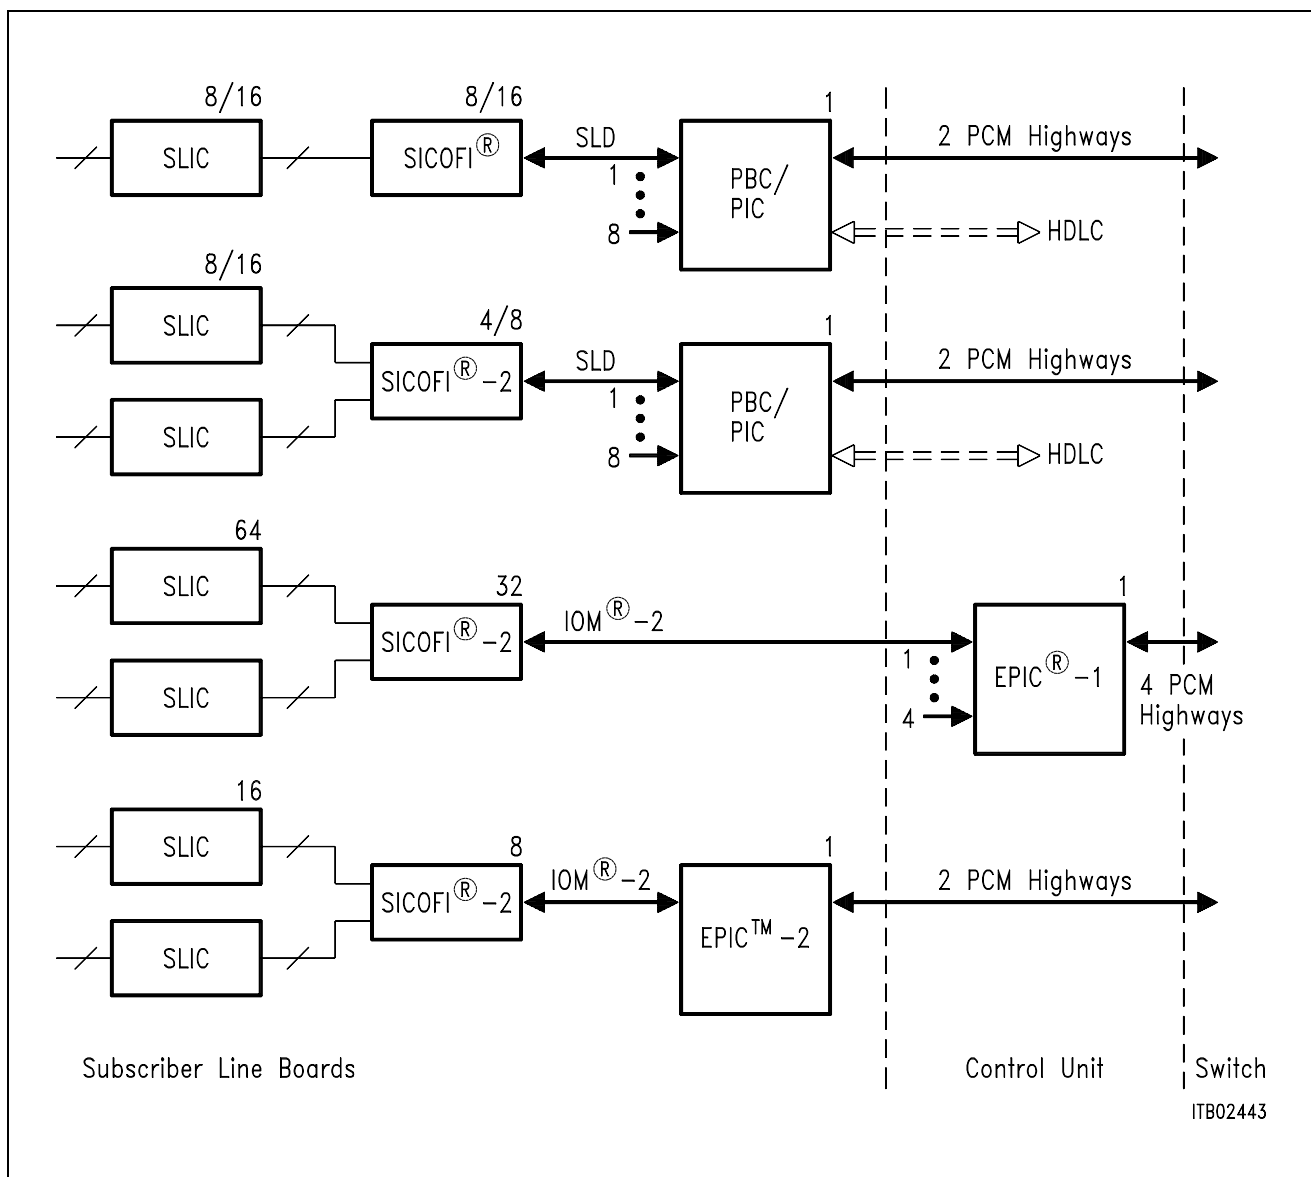 8/16 8/16 1
SLIC SICOFI® SLD PBC/ 2 PCM Highways
1 PIC
8 HDLC
8/16
SLIC 4/8 1
SICOFI®-2 SLD PBC/ 2 PCM Highways
SLIC 1 PIC
8 HDLC
64
SLIC 32 1
SICOFI®-2 IOM®-2 EPIC®-1
SLIC 1 4 PCM
4 Highways
16
SLIC 8 1
SICOFI®-2 IOM®-2 EPIC™-2 2 PCM Highways
SLIC
Subscriber Line Boards Control Unit Switch
ITB02443